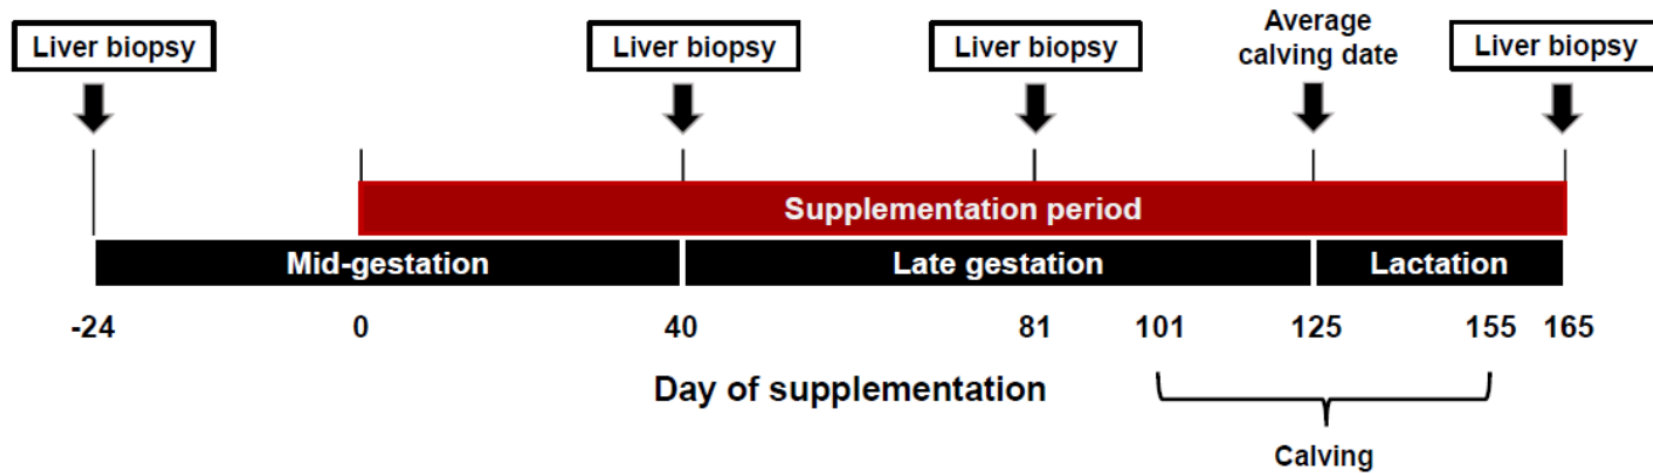 Liver biopsy
Liver biopsy
Liver biopsy
Average
calving date
Liver biopsy
Supplementation period
Mid-gestation
Late gestation
Lactation
-24
0
40
81
101
125
155
165
Day of supplementation
Calving